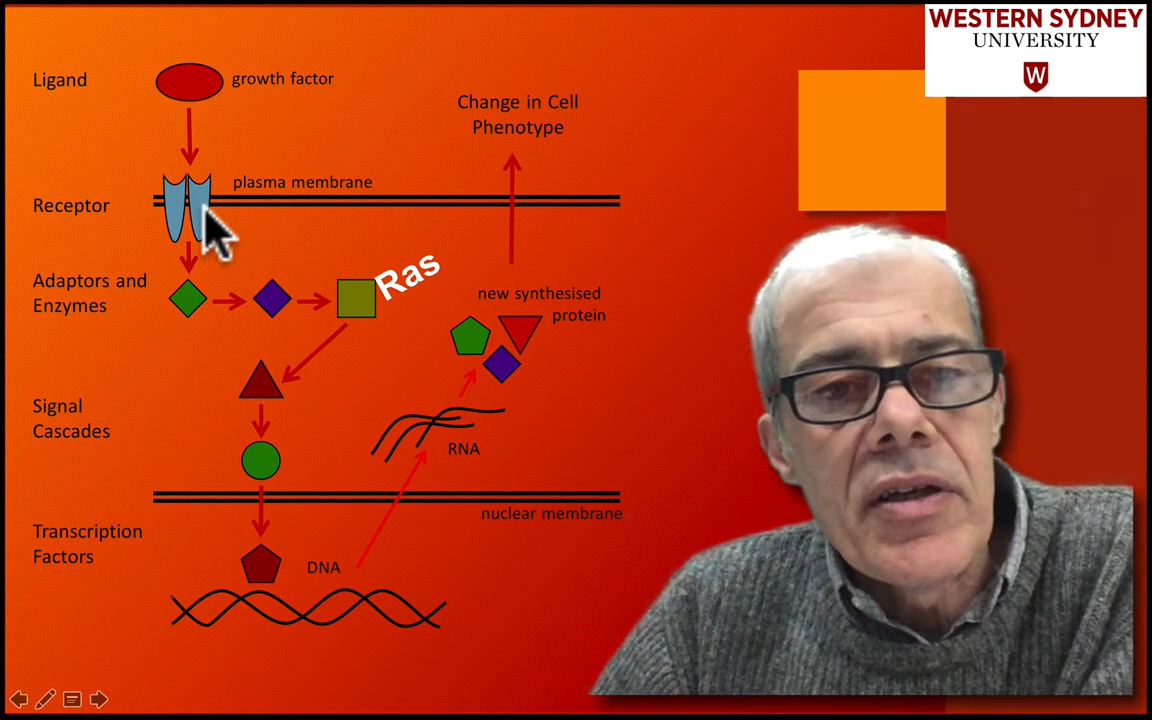 WESTERN SYDNEY
UNIVERSITY
W
Ligand
growth factor
Change in Cell
Phenotype
plasma membrane
Receptor
Adaptors and
Enzymes
Ras
new synthesised
protein
Signal
Cascades
RNA
nuclear membrane
Transcription
Factors
DNA